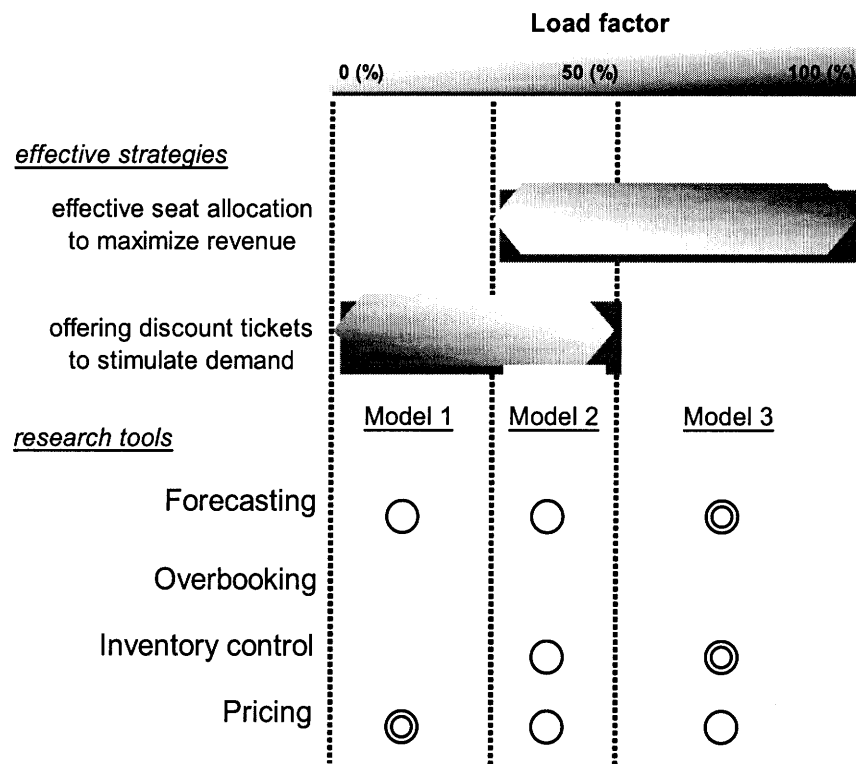 Load factor
0 (%) 50 (%) 100 (%)
effective strategies
effective seat allocation
to maximize revenue
offering discount tickets
to stimulate demand
Model 1 Model 2 Model 3
research tools
Forecasting
Overbooking
Inventory control
Pricing